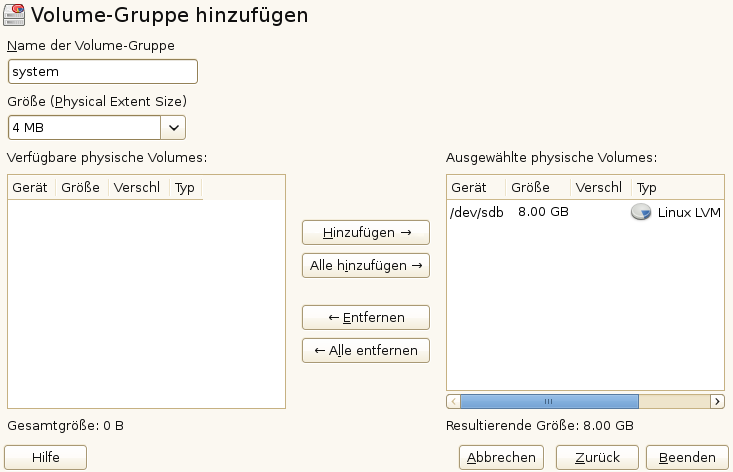 Volume-Gruppe hinzufügen
Name der Volume-Gruppe
system
Größe (Physical Extent Size)
4 MB
Verfügbare physische Volumes:
Gerät Größe Verschl Typ
Hinzufügen →
Alle hinzufügen →
← Entfernen
← Alle entfernen
Ausgewählte physische Volumes:
Gerät Größe Verschl Typ
/dev/sdb 8.00 GB Linux LVM
Gesamtgröße: 0 B
Resultierende Größe: 8.00 GB
Hilfe
Abbrechen
Zurück
Beenden